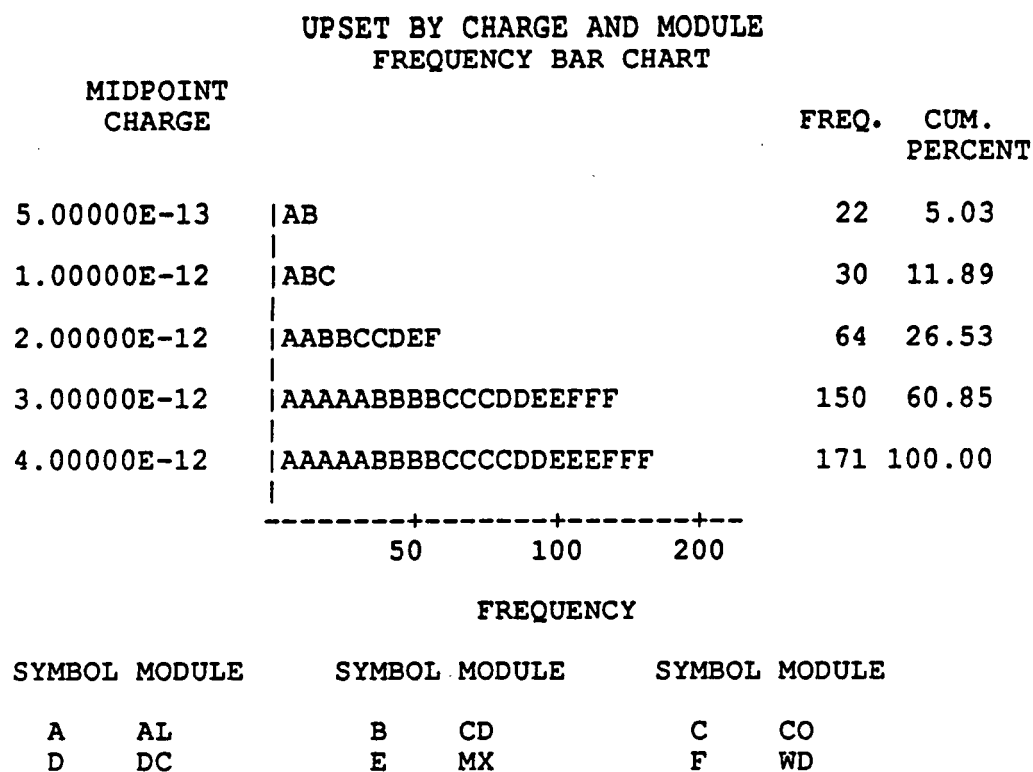 UPSET BY CHARGE AND MODULE
FREQUENCY BAR CHART
MIDPOINT
CHARGE FREQ. CUM.
PERCENT
5.00000E-13 |AB 22 5.03
1.00000E-12 |ABC 30 11.89
2.00000E-12 |AABBCCDEF 64 26.53
3.00000E-12 |AAAAABBBBCCCDDEEFFF 150 60.85
4.00000E-12 |AAAAABBBBCCCCDDEEEFFF 171 100.00
--------+-------+-------+--
50 100 200
FREQUENCY
SYMBOL MODULE SYMBOL MODULE SYMBOL MODULE
A AL B CD C CO
D DC E MX F WD